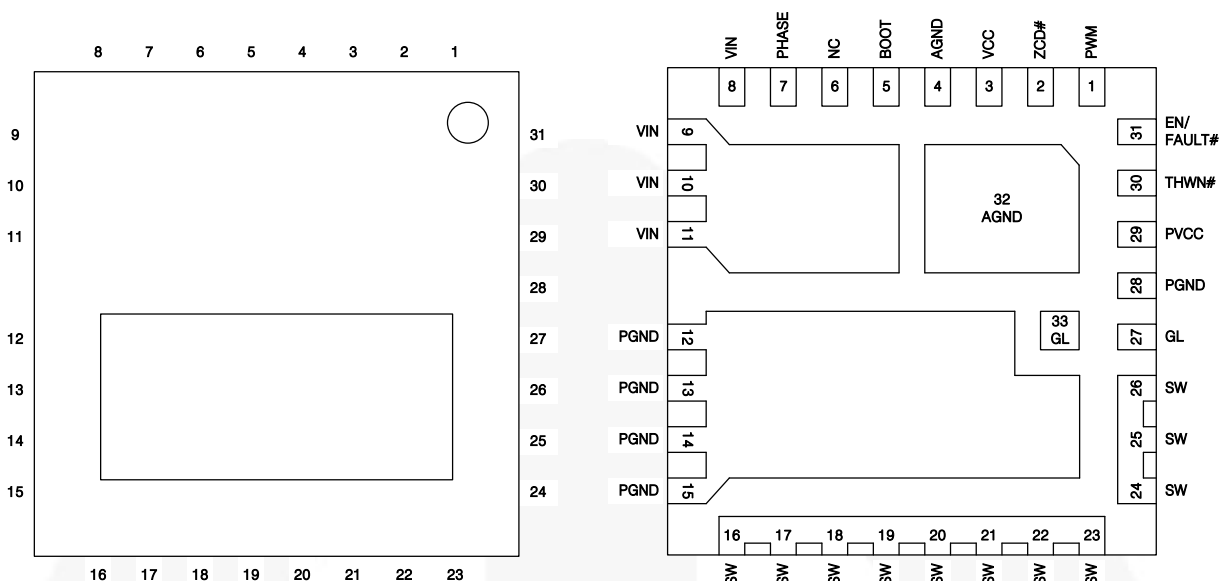 8 7 6 5 4 3 2 1
9
10
11
12
13
14
15
31
30
29
28
27
26
25
24
16 17 18 19 20 21 22 23
VIN PHASE NC BOOT AGND VCC ZCD# PWM
8 7 6 5 4 3 2 1
VIN 9
VIN 10
VIN 11
PGND 12
PGND 13
PGND 14
PGND 15
32
AGND
33
GL
31 EN/
FAULT#
30 THWN#
29 PVCC
28 PGND
27 GL
26 SW
25 SW
24 SW
16 17 18 19 20 21 22 23
SW SW SW SW SW SW SW SW